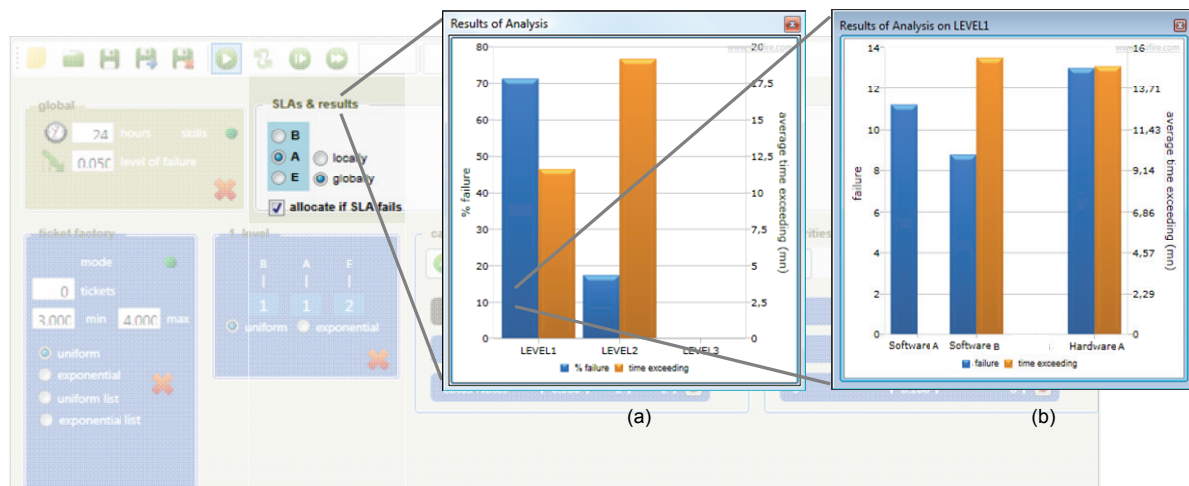 Results of Analysis
80
70
60
50
40
30
20
10
0
% failure
20
17,5
15
12,5
10
7,5
5
2,5
0
average time exceeding (mn)
LEVEL1 LEVEL2 LEVEL3
% failure time exceeding
(a)
Results of Analysis on LEVEL1
14
12
10
8
6
4
2
0
failure
16
13,71
11,43
9,14
6,86
4,57
2,29
0
average time exceeding (mn)
Software A Software B Hardware A
failure time exceeding
(b)
global
24 hours skills
0.050 level of failure
SLAs & results
B
A locally
E globally
allocate if SLA fails
ticket factory
mode
0 tickets
3.000 min 4.000 max
uniform
exponential
uniform list
exponential list
1. level
B A E
1 1 2
uniform exponential